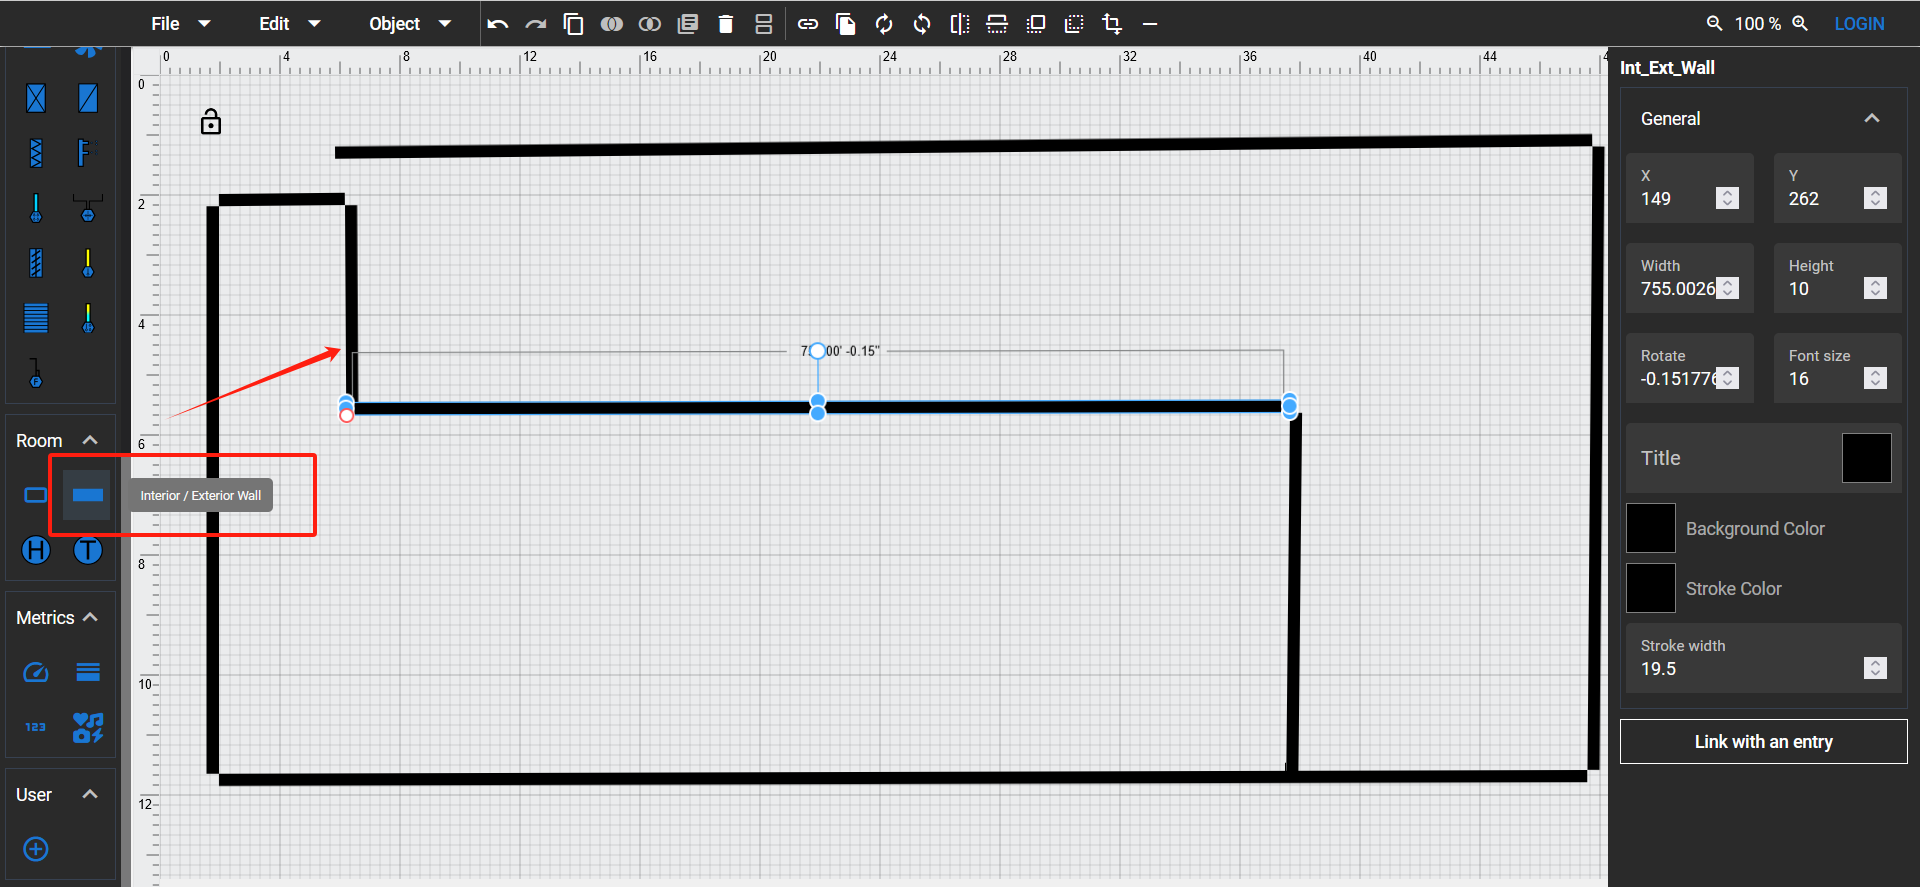 File
Edit
Object
100 %
LOGIN
0
4
8
12
16
20
24
28
32
36
40
44
4
0
2
4
6
8
10
12
00' -0.15"
Room
Interior / Exterior Wall
H
T
F
Metrics
123
User
Int_Ext_Wall
General
X
149
Y
262
Width
755.0026
Height
10
Rotate
-0.151776
Font size
16
Title
Background Color
Stroke Color
Stroke width
19.5
Link with an entry